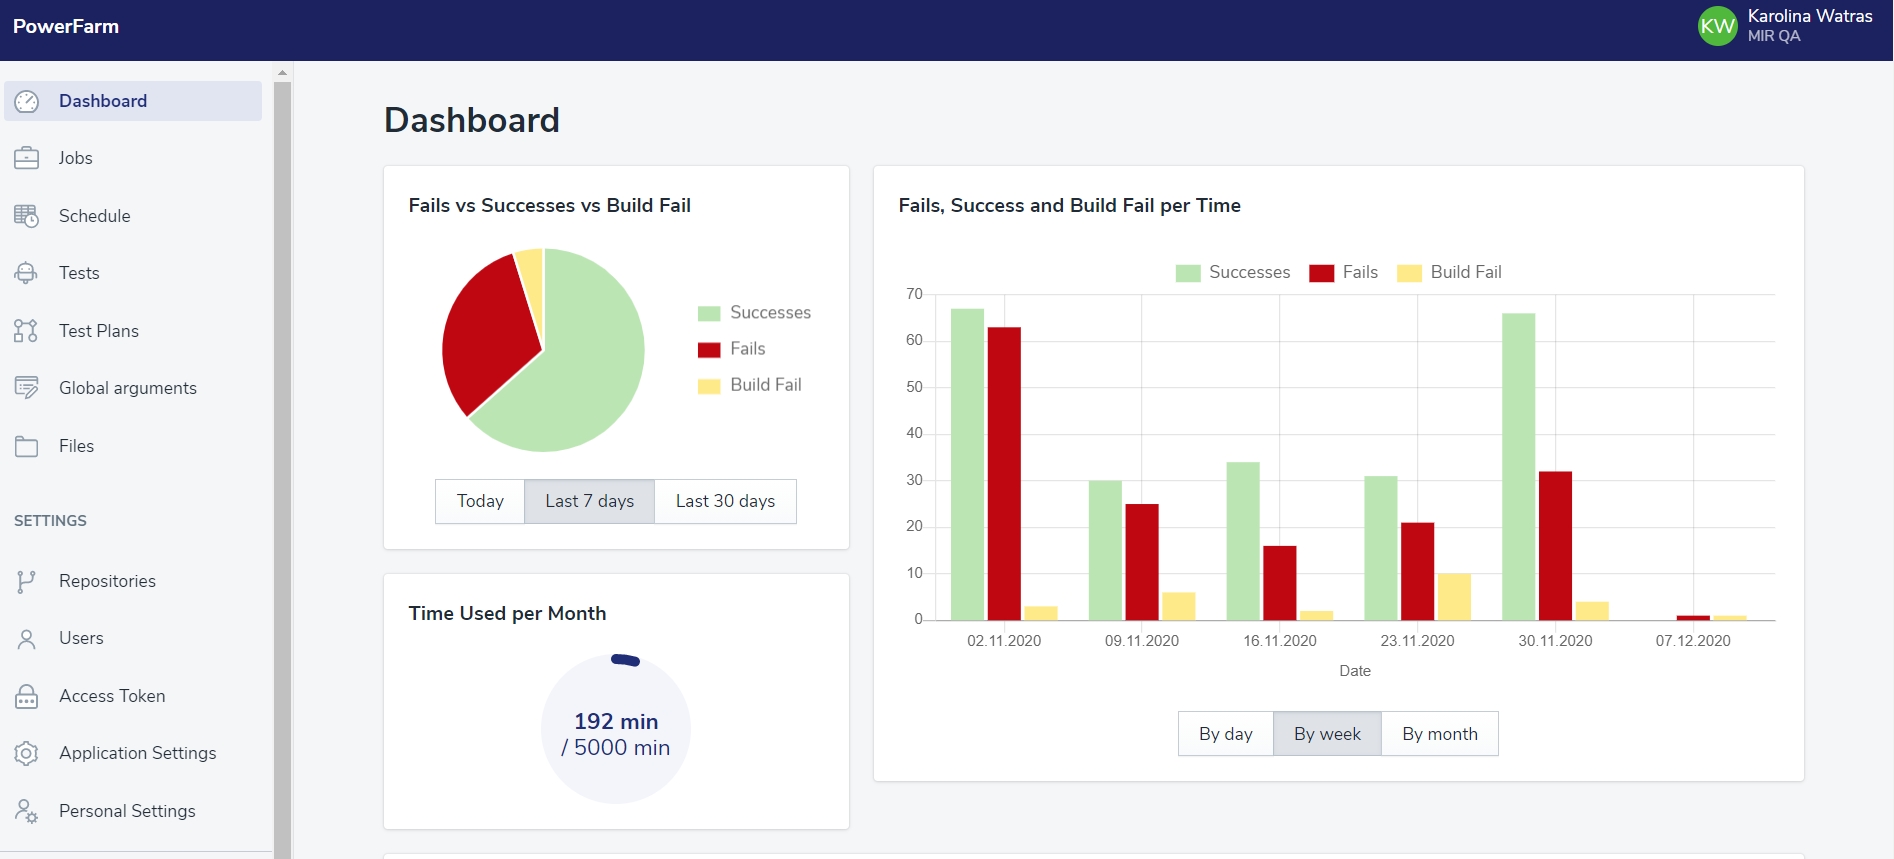 PowerFarm
KW
Karolina Watras
MIR QA
Dashboard
Jobs
Schedule
Tests
Test Plans
Global arguments
Files
SETTINGS
Repositories
Users
Access Token
Application Settings
Personal Settings
Dashboard
Fails vs Successes vs Build Fail
Successes
Fails
Build Fail
Today
Last 7 days
Last 30 days
Time Used per Month
192 min
/ 5000 min
Fails, Success and Build Fail per Time
Successes
Fails
Build Fail
70
60
50
40
30
20
10
0
02.11.2020
09.11.2020
16.11.2020
23.11.2020
30.11.2020
07.12.2020
Date
By day
By week
By month